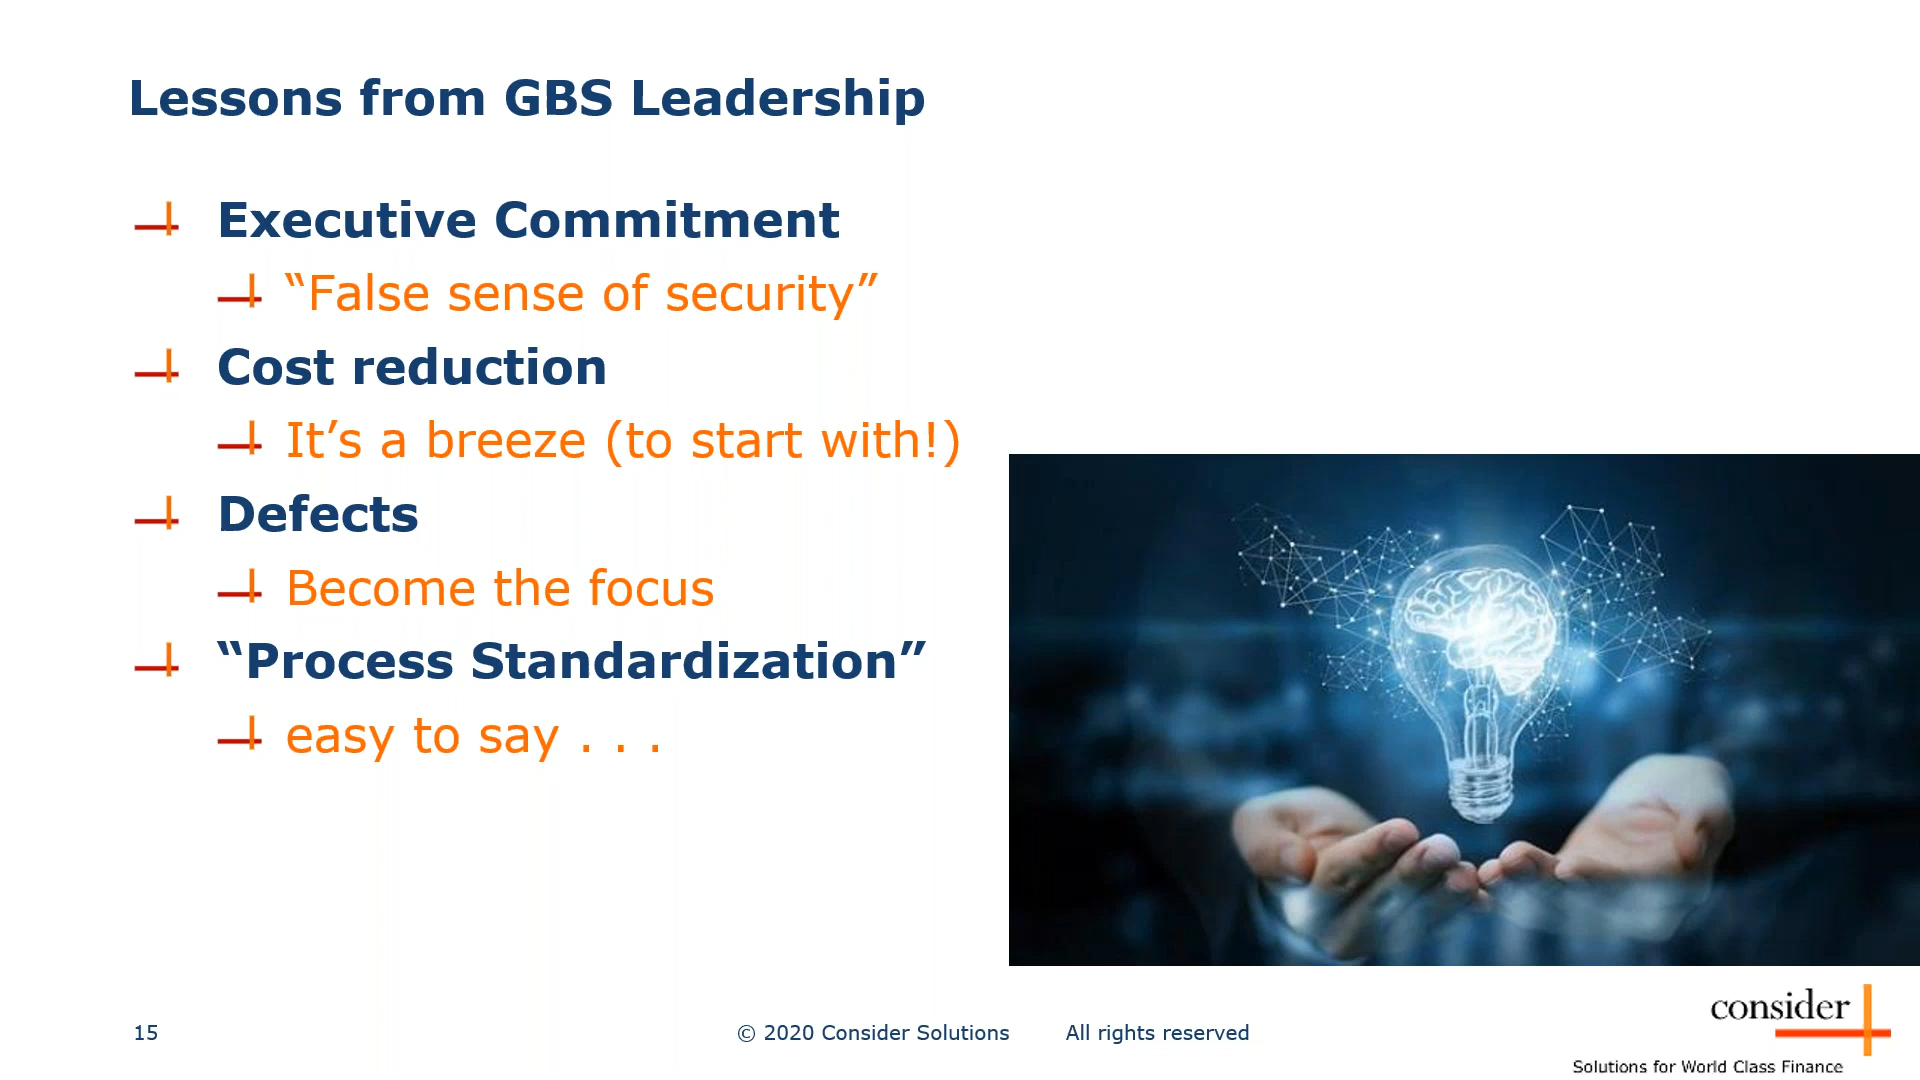 Lessons from GBS Leadership
Executive Commitment
“False sense of security”
Cost reduction
It’s a breeze (to start with!)
Defects
Become the focus
“Process Standardization”
easy to say . . .
15
© 2020 Consider Solutions All rights reserved
consider
Solutions for World Class Finance